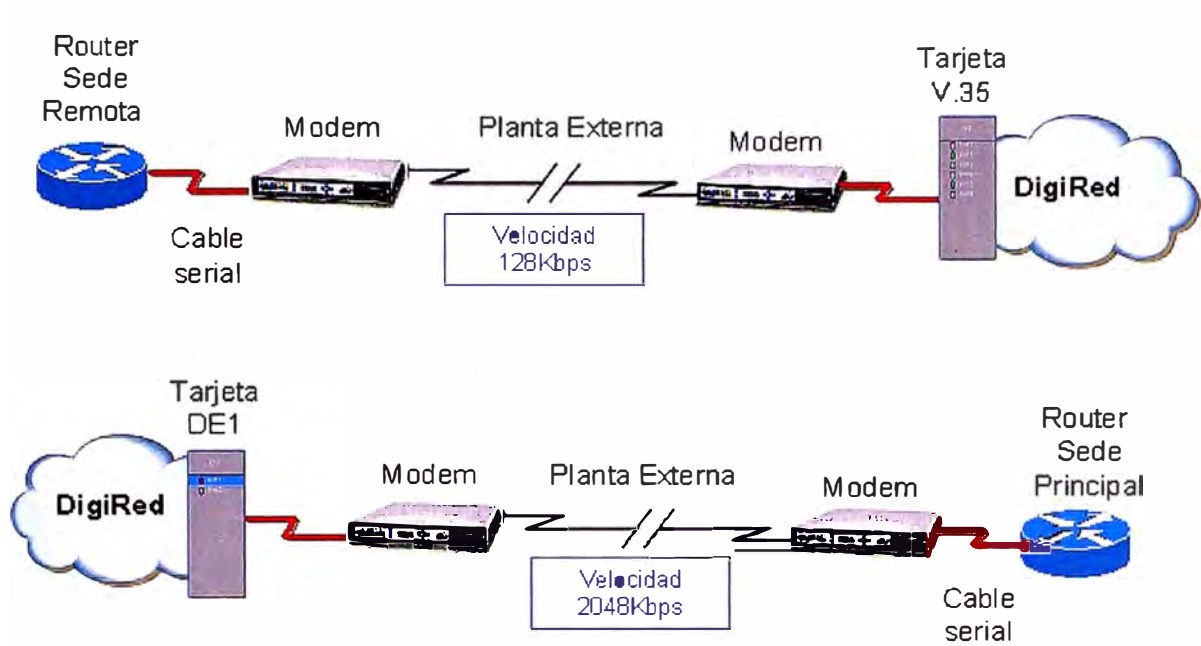 Router
Sede
Remota
Modem
Planta Externa
Modem
Tarjeta
V.35
DigiRed
Cable
serial
Velocidad
128Kbps
Tarjeta
DE1
DigiRed
Modem
Planta Externa
Modem
Router
Sede
Principal
Velocidad
2048Kbps
Cable
serial